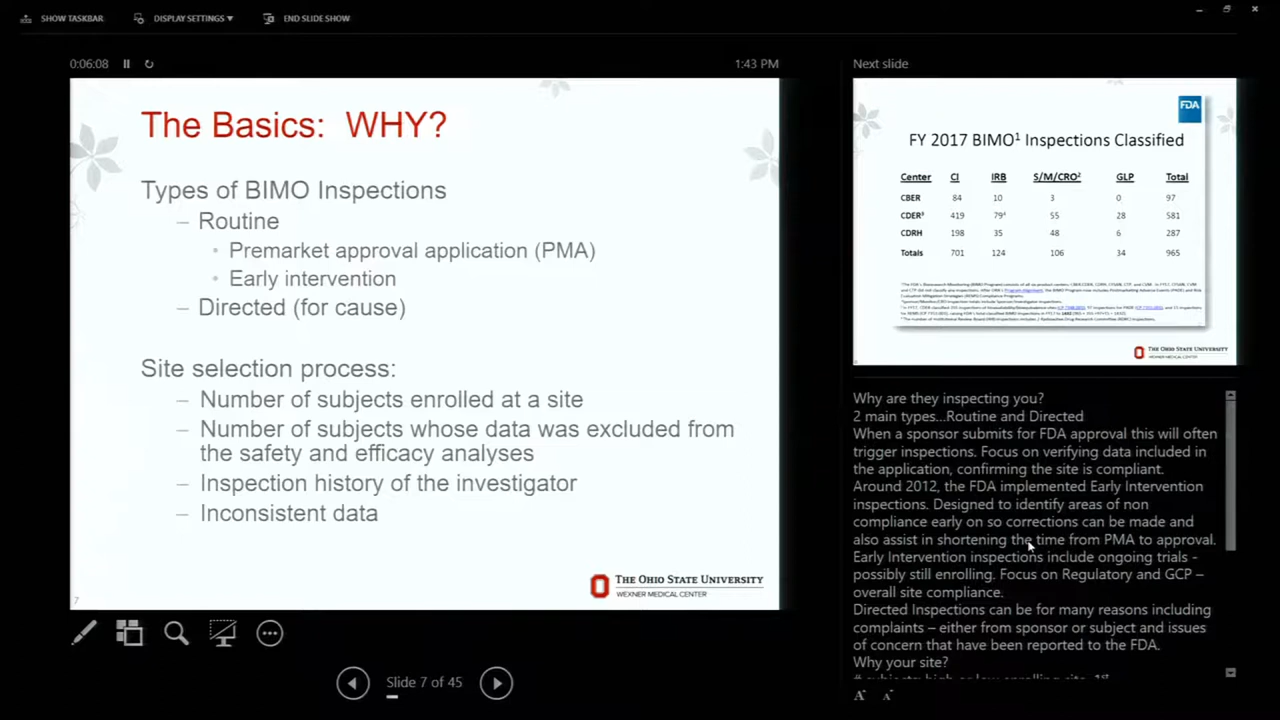 SHOW TASKBAR
DISPLAY SETTINGS ▼
END SLIDE SHOW
0:06:08
1:43 PM
The Basics: WHY?
Types of BIMO Inspections
– Routine
• Premarket approval application (PMA)
• Early intervention
– Directed (for cause)
Site selection process:
– Number of subjects enrolled at a site
– Number of subjects whose data was excluded from
the safety and efficacy analyses
– Inspection history of the investigator
– Inconsistent data
7
THE OHIO STATE UNIVERSITY
WEXNER MEDICAL CENTER
Slide 7 of 45
Next slide
FDA
FY 2017 BIMO¹ Inspections Classified
Center CI IRB S/M/CRO² GLP Total
CBER 84 10 3 0 97
CDER³ 419 79⁴ 55 28 581
CDRH 198 35 48 6 287
Totals 701 124 106 34 965
THE OHIO STATE UNIVERSITY
WEXNER MEDICAL CENTER
Why are they inspecting you?
2 main types...Routine and Directed
When a sponsor submits for FDA approval this will often
trigger inspections. Focus on verifying data included in
the application, confirming the site is compliant.
Around 2012, the FDA implemented Early Intervention
inspections. Designed to identify areas of non
compliance early on so corrections can be made and
also assist in shortening the time from PMA to approval.
Early Intervention inspections include ongoing trials -
possibly still enrolling. Focus on Regulatory and GCP –
overall site compliance.
Directed Inspections can be for many reasons including
complaints – either from sponsor or subject and issues
of concern that have been reported to the FDA.
Why your site?
# subjects: high or low enrolling site. 1st
A A